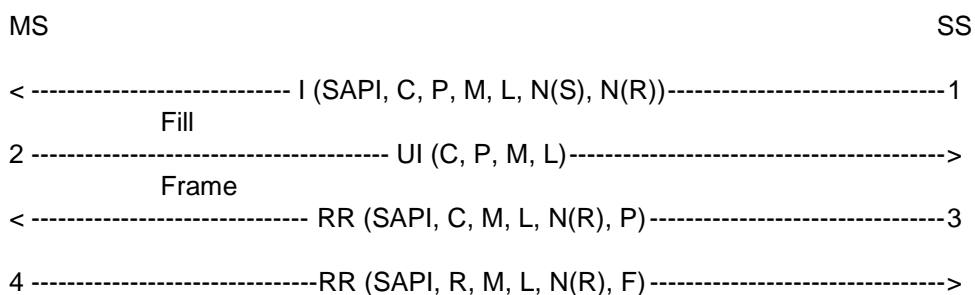 MS SS
< ----------------------------- I (SAPI, C, P, M, L, N(S), N(R))-------------------------------1
Fill
2 ---------------------------------------- UI (C, P, M, L)------------------------------------------>
Frame
< ------------------------------- RR (SAPI, C, M, L, N(R), P)---------------------------------3
4 --------------------------------RR (SAPI, R, M, L, N(R), F)--------------------------------->